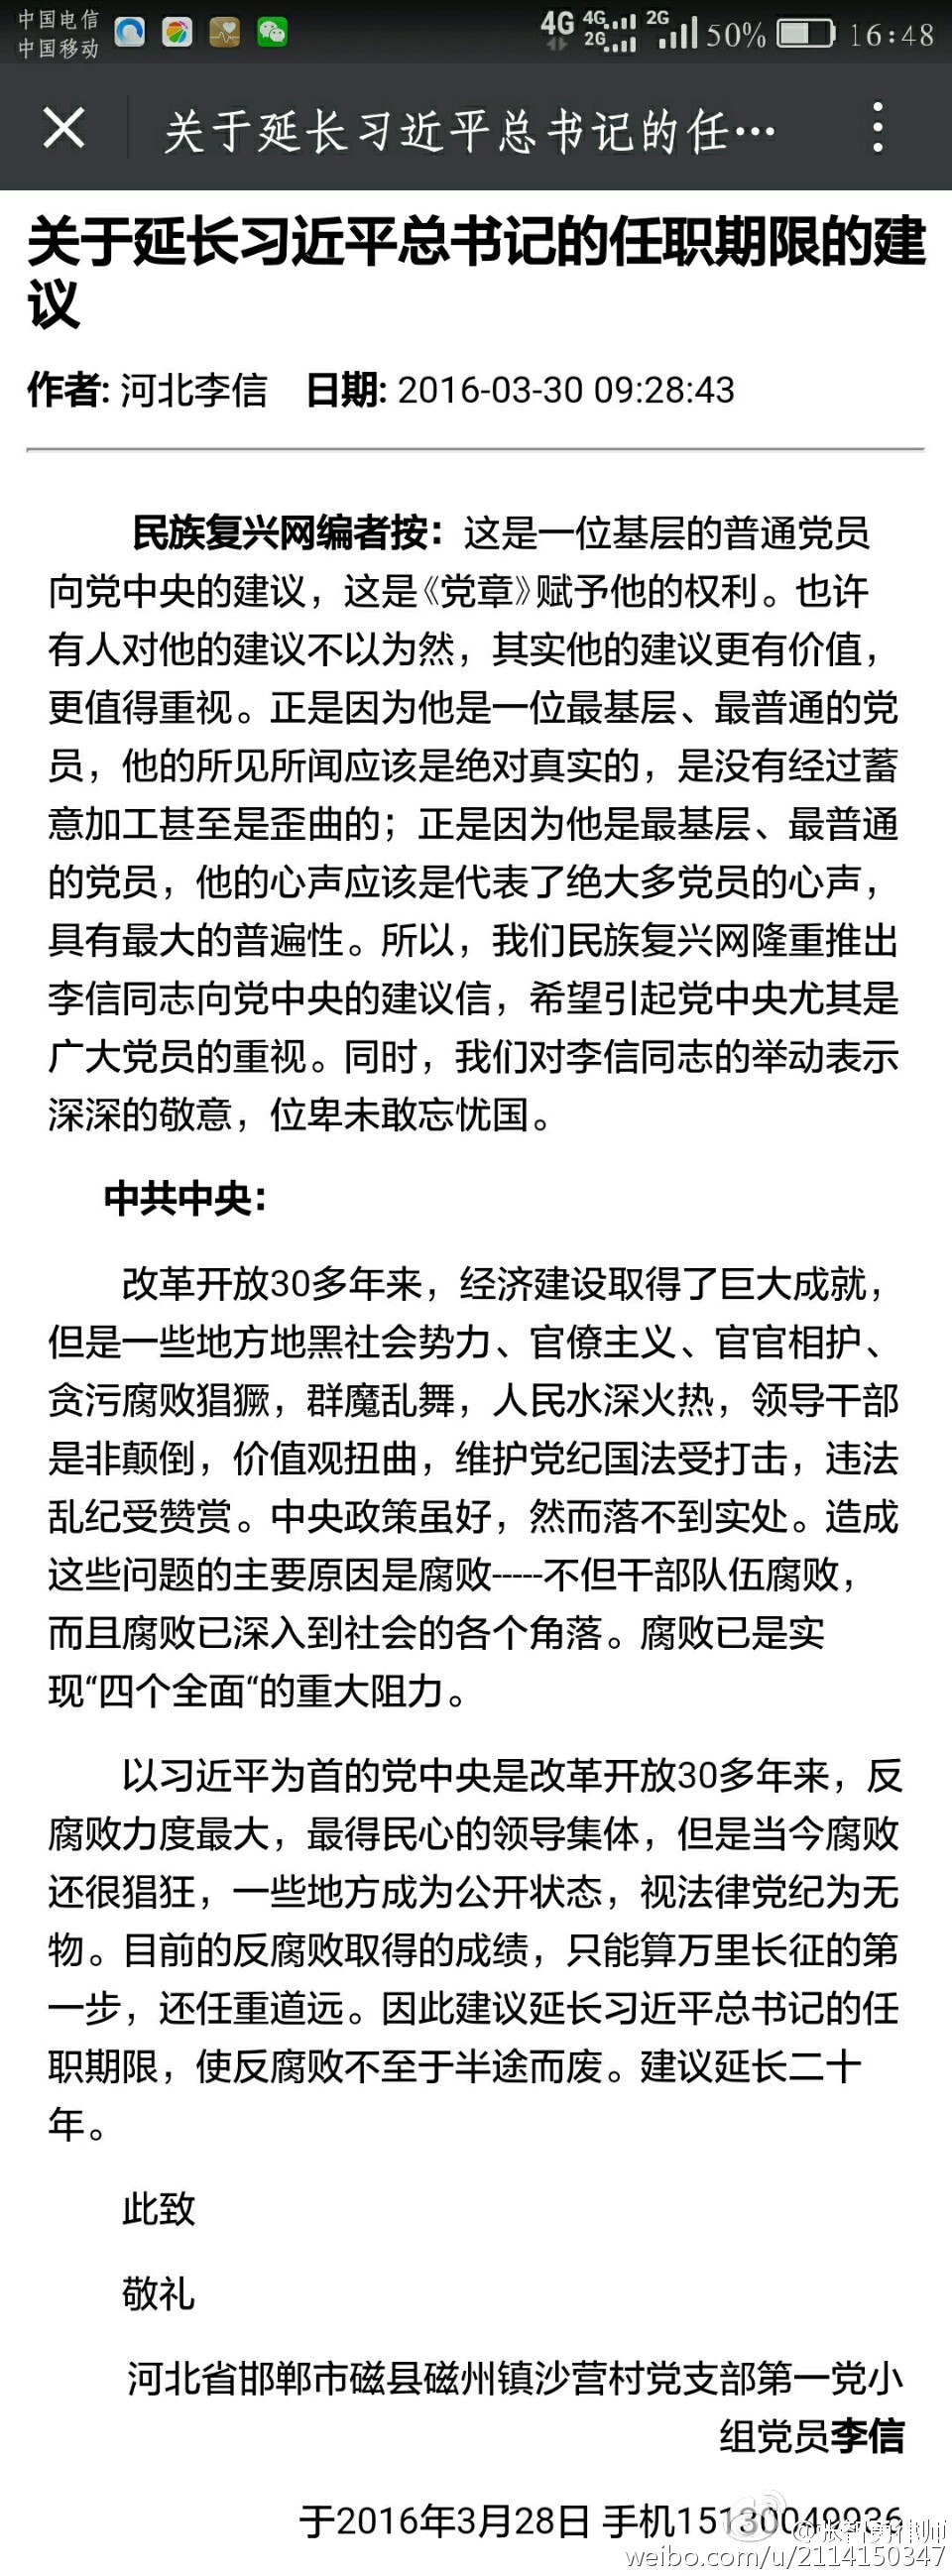 中国电信
中国移动
4G 4G 2G 2G 50% 16:48
关于延长习近平总书记的任…
关于延长习近平总书记的任职期限的建
议
作者: 河北李信 日期: 2016-03-30 09:28:43
民族复兴网编者按：这是一位基层的普通党员
向党中央的建议，这是《党章》赋予他的权利。也许
有人对他的建议不以为然，其实他的建议更有价值，
更值得重视。正是因为他是一位最基层、最普通的党
员，他的所见所闻应该是绝对真实的，是没有经过蓄
意加工甚至是歪曲的；正是因为他是最基层、最普通
的党员，他的心声应该是代表了绝大多党员的心声，
具有最大的普遍性。所以，我们民族复兴网隆重推出
李信同志向党中央的建议信，希望引起党中央尤其是
广大党员的重视。同时，我们对李信同志的举动表示
深深的敬意，位卑未敢忘忧国。
中共中央：
改革开放30多年来，经济建设取得了巨大成就，
但是一些地方地黑社会势力、官僚主义、官官相护、
贪污腐败猖獗，群魔乱舞，人民水深火热，领导干部
是非颠倒，价值观扭曲，维护党纪国法受打击，违法
乱纪受赞赏。中央政策虽好，然而落不到实处。造成
这些问题的主要原因是腐败-----不但干部队伍腐败，
而且腐败已深入到社会的各个角落。腐败已是实
现“四个全面“的重大阻力。
以习近平为首的党中央是改革开放30多年来，反
腐败力度最大，最得民心的领导集体，但是当今腐败
还很猖狂，一些地方成为公开状态，视法律党纪为无
物。目前的反腐败取得的成绩，只能算万里长征的第
一步，还任重道远。因此建议延长习近平总书记的任
职期限，使反腐败不至于半途而废。建议延长二十
年。
此致
敬礼
河北省邯郸市磁县磁州镇沙营村党支部第一党小
组党员李信
于2016年3月28日 手机15130049936
@张智勇律师
weibo.com/u/2114150347